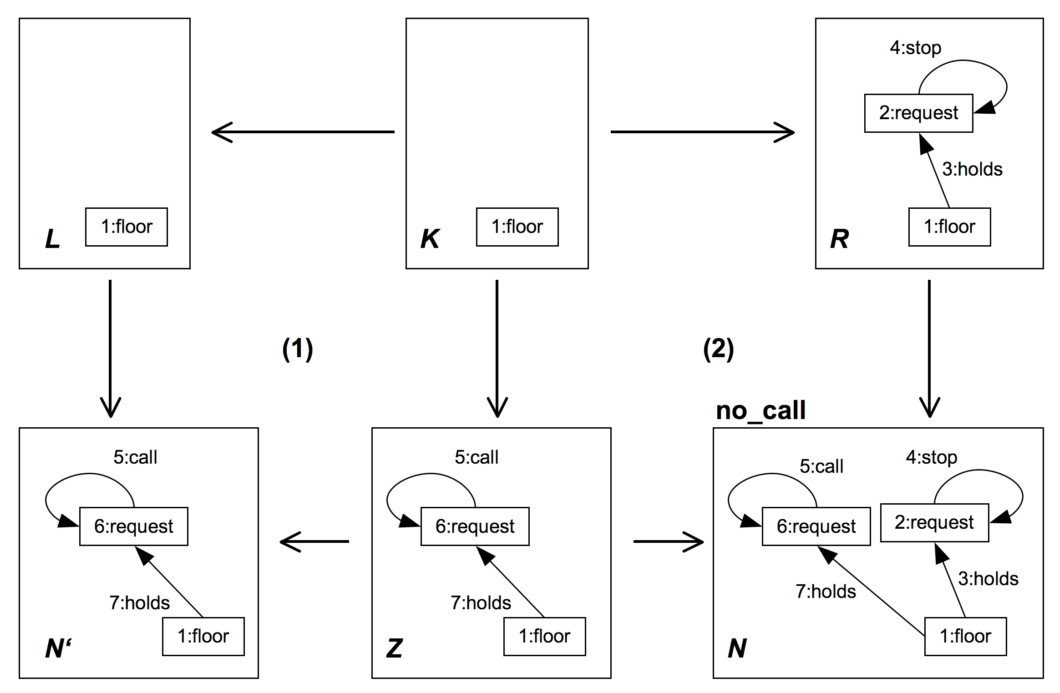 4:stop
2:request
3:holds
1:floor
L
1:floor
K
1:floor
R
(1)
(2)
no_call
5:call
6:request
7:holds
1:floor
N‘
5:call
6:request
7:holds
1:floor
Z
5:call
4:stop
6:request
2:request
3:holds
7:holds
1:floor
N